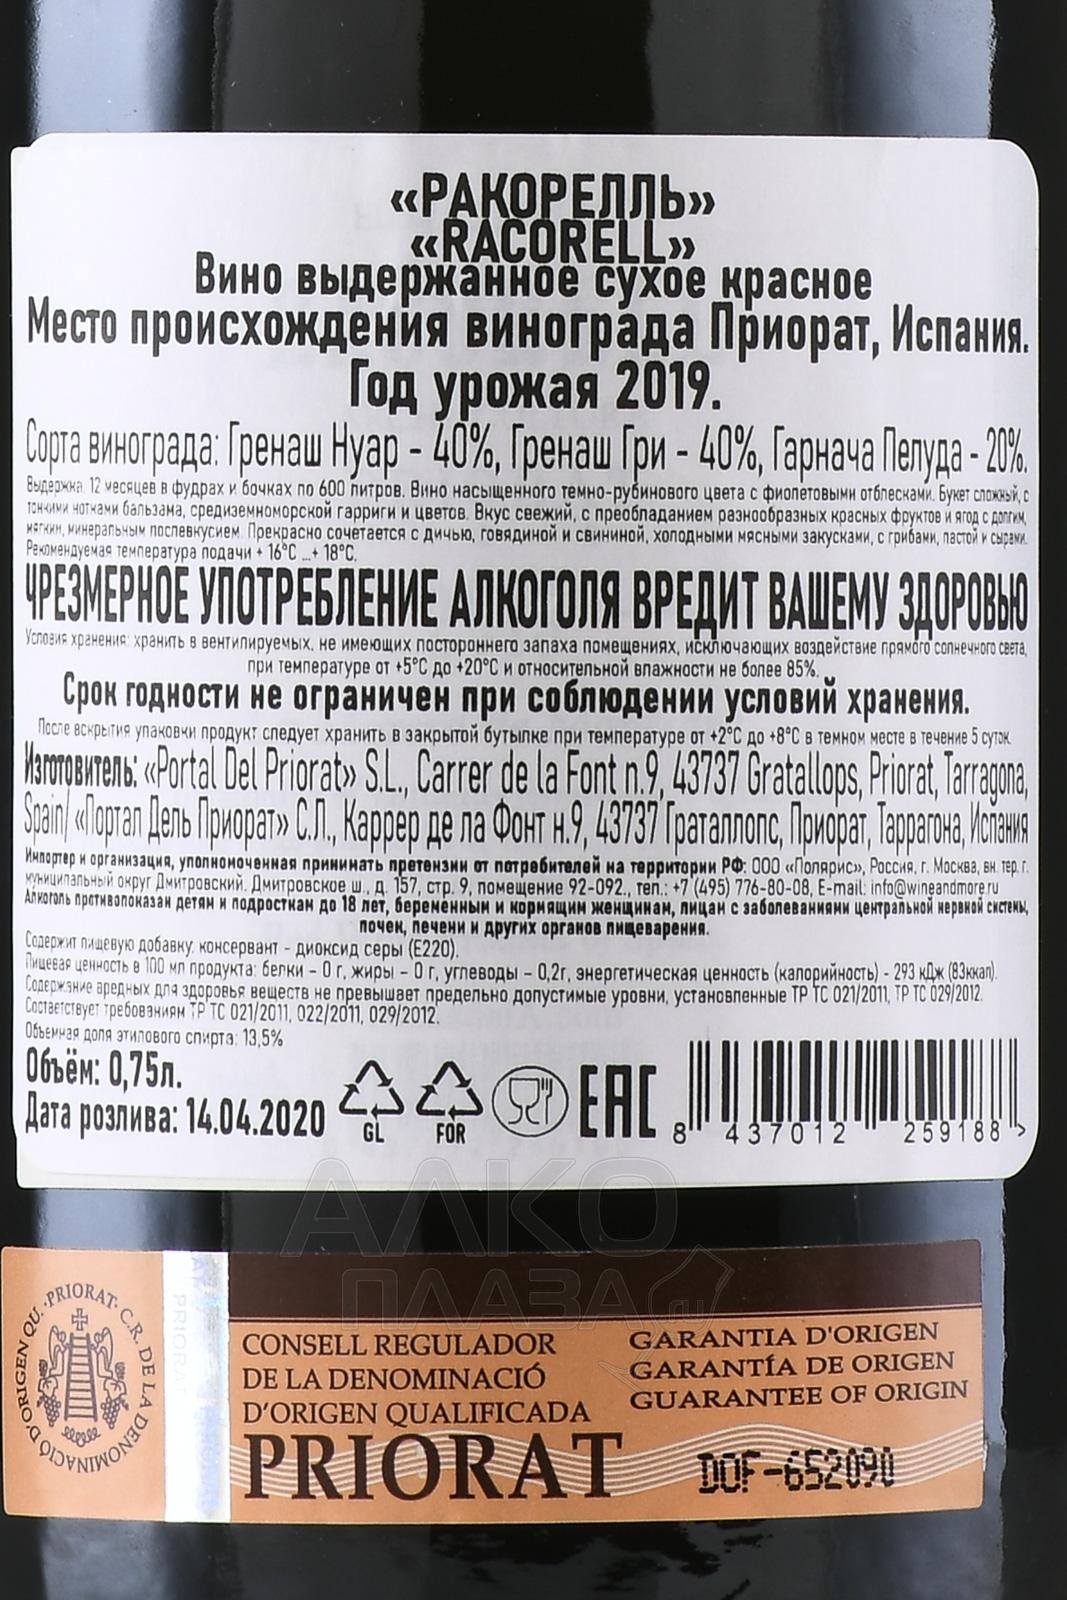 «РАКОРЕЛЛЬ»
«RACORELL»
Вино выдержанное сухое красное
Место происхождения винограда Приорат, Испания.
Год урожая 2019.
Сорта винограда: Гренаш Нуар - 40%, Гренаш Гри - 40%, Гарнача Пелуда - 20%.
Выдержка: 12 месяцев в фудрах и бочках по 600 литров. Вино насыщенного темно-рубинового цвета с фиолетовыми отблесками. Букет сложный, с
тонкими нотками бальзама, средиземноморской гарриги и цветов. Вкус свежий, с преобладанием разнообразных красных фруктов и ягод с долгим,
мягким, минеральным послевкусием. Прекрасно сочетается с дичью, говядиной и свининой, холодными мясными закусками, с грибами, пастой и сырами.
Рекомендуемая температура подачи + 16°C ...+ 18°C.
ЧРЕЗМЕРНОЕ УПОТРЕБЛЕНИЕ АЛКОГОЛЯ ВРЕДИТ ВАШЕМУ ЗДОРОВЬЮ
Условия хранения: хранить в вентилируемых, не имеющих постороннего запаха помещениях, исключающих воздействие прямого солнечного света,
при температуре от +5°C до +20°C и относительной влажности не более 85%.
Срок годности не ограничен при соблюдении условий хранения.
После вскрытия упаковки продукт следует хранить в закрытой бутылке при температуре от +2°C до +8°C в темном месте в течение 5 суток.
Изготовитель: «Portal Del Priorat» S.L., Carrer de la Font n.9, 43737 Gratallops, Priorat, Tarragona,
Spain/ «Портал Дель Приорат» С.Л., Каррер де ла Фонт н.9, 43737 Граталлопс, Приорат, Таррагона, Испания
Импортер и организация, уполномоченная принимать претензии от потребителей на территории РФ: ООО «Полярис», Россия, г. Москва, вн. тер. г.
муниципальный округ Дмитровский, Дмитровское ш., д. 157, стр. 9, помещение 92-092., тел.: +7 (495) 776-80-08, E-mail: info@wineandmore.ru
Алкоголь противопоказан детям и подросткам до 18 лет, беременным и кормящим женщинам, лицам с заболеваниями центральной нервной системы,
почек, печени и других органов пищеварения.
Содержит пищевую добавку: консервант - диоксид серы (Е220).
Пищевая ценность в 100 мл продукта: белки – 0 г, жиры – 0 г, углеводы – 0,2г, энергетическая ценность (калорийность) - 293 кДж (83ккал).
Содержание вредных для здоровья веществ не превышает предельно допустимые уровни, установленные ТР ТС 021/2011, ТР ТС 029/2012.
Соответствует требованиям ТР ТС 021/2011, 022/2011, 029/2012.
Объемная доля этилового спирта: 13,5%
Объём: 0,75л.
Дата розлива: 14.04.2020
GL
FOR
EAC
8 437012 259188 >
АЛКО
ПЛАЗА
.ru
D'ORIGEN QU. · PRIORAT · C.R. DE LA DENOMINACIÓ
PRIORAT
CONSELL REGULADOR
DE LA DENOMINACIÓ
D'ORIGEN QUALIFICADA
PRIORAT
GARANTIA D'ORIGEN
GARANTÍA DE ORIGEN
GUARANTEE OF ORIGIN
DOF-652090